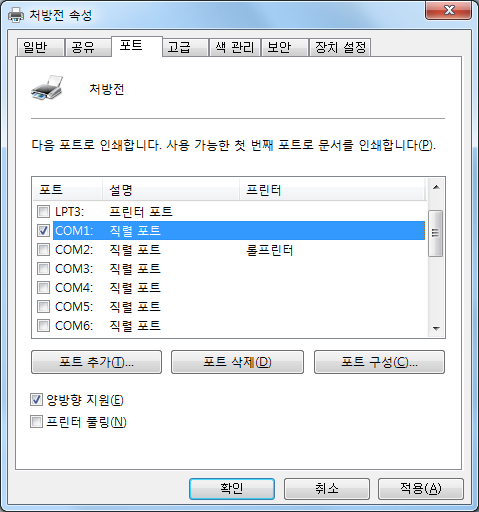 처방전 속성
일반 공유 포트 고급 색 관리 보안 장치 설정
처방전
다음 포트로 인쇄합니다. 사용 가능한 첫 번째 포트로 문서를 인쇄합니다(P).
포트 설명 프린터
LPT3: 프린터 포트
COM1: 직렬 포트
COM2: 직렬 포트 롤프린터
COM3: 직렬 포트
COM4: 직렬 포트
COM5: 직렬 포트
COM6: 직렬 포트
포트 추가(T)... 포트 삭제(D) 포트 구성(C)...
양방향 지원(E)
프린터 풀링(N)
확인 취소 적용(A)